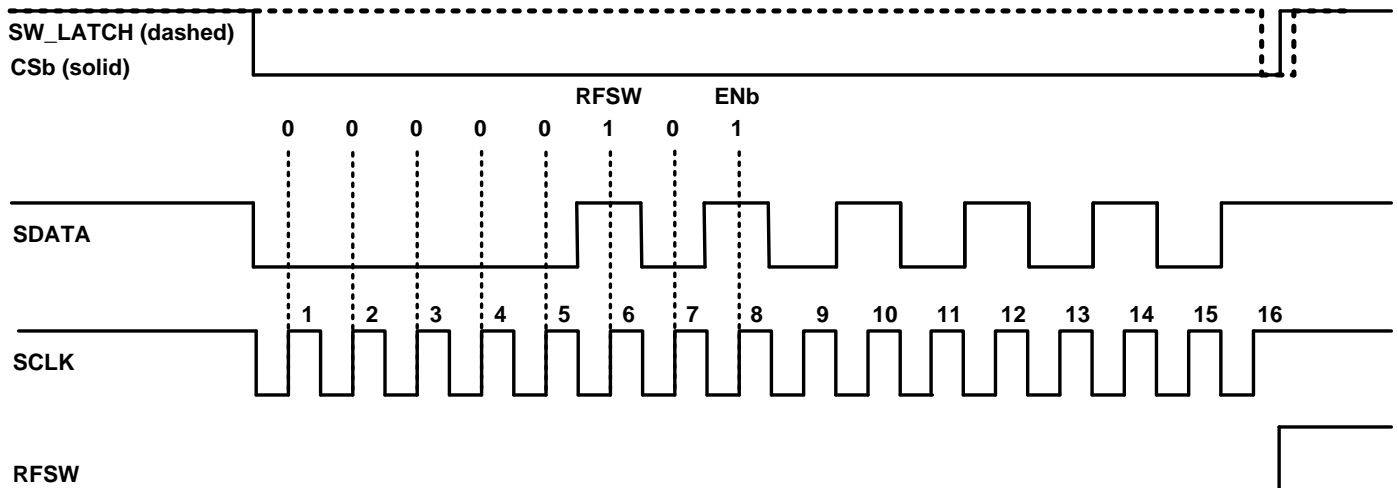 SW_LATCH (dashed)
CSb (solid)
RFSW ENb
0 0 0 0 0 1 0 1
SDATA
1 2 3 4 5 6 7 8 9 10 11 12 13 14 15 16
SCLK
RFSW